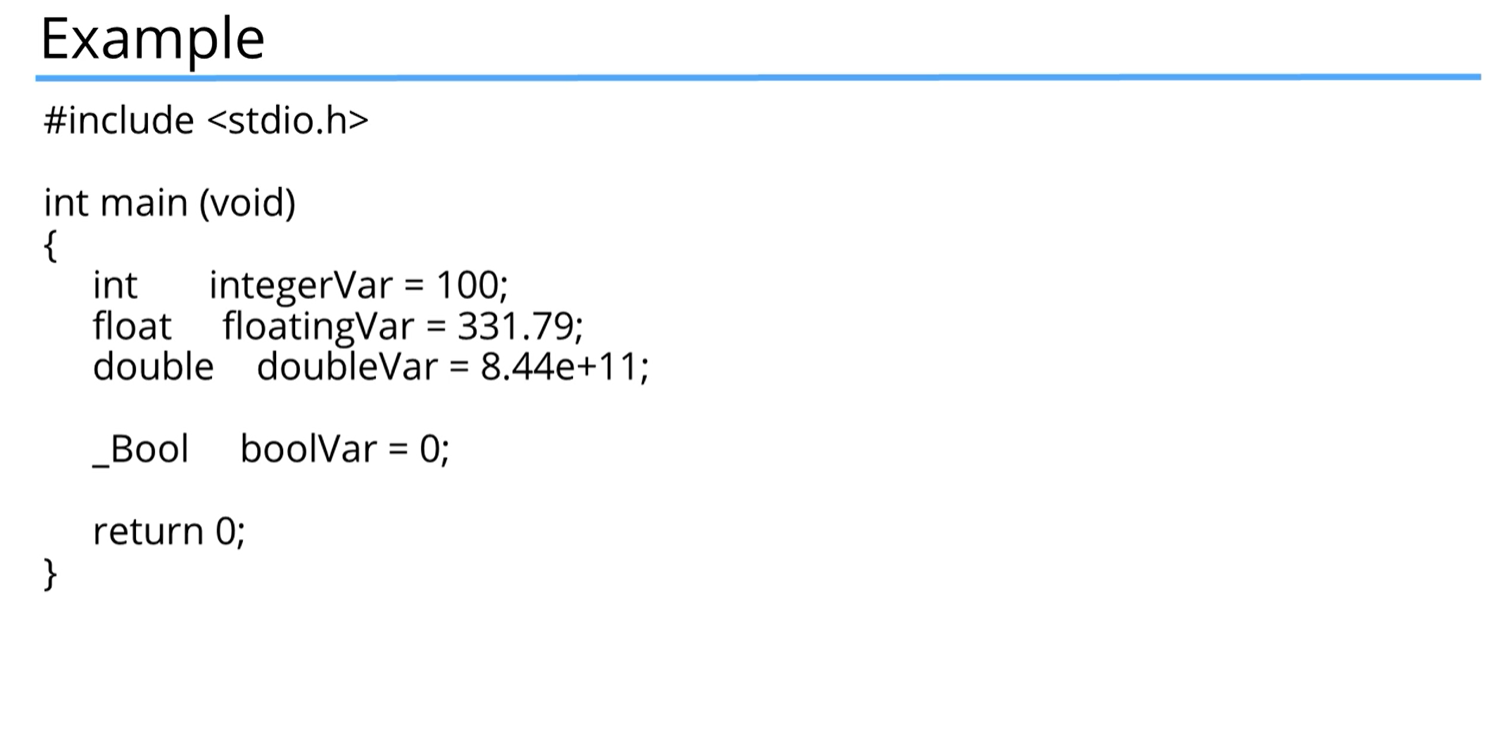 Example
#include <stdio.h>
int main (void)
{
int integerVar = 100;
float floatingVar = 331.79;
double doubleVar = 8.44e+11;
_Bool boolVar = 0;
return 0;
}